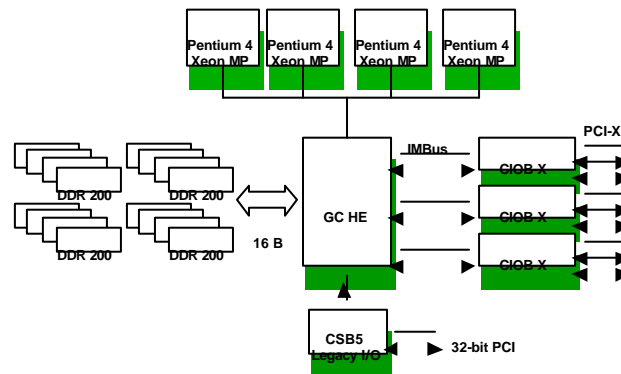 Pentium 4
Xeon MP
Pentium 4
Xeon MP
Pentium 4
Xeon MP
Pentium 4
Xeon MP
PCI-X
IMBus
CIOB X
DDR 200
DDR 200
GC HE
CIOB X
16 B
DDR 200
DDR 200
CIOB X
CSB5
Legacy I/O
32-bit PCI